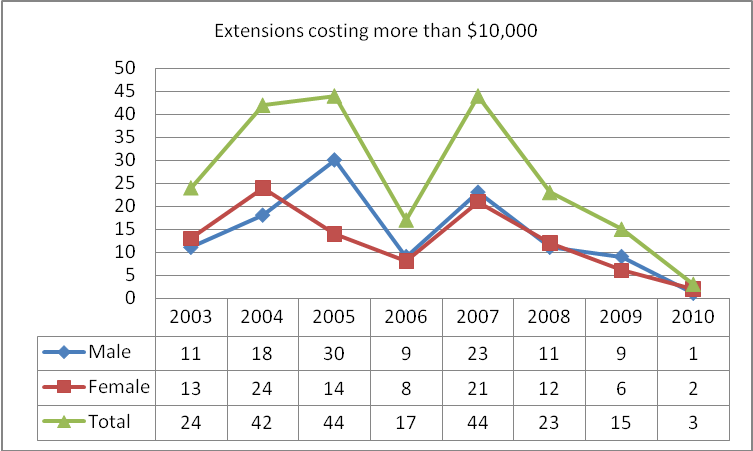 Extensions costing more than $10,000
50
45
40
35
30
25
20
15
10
5
0
2003 2004 2005 2006 2007 2008 2009 2010
Male 11 18 30 9 23 11 9 1
Female 13 24 14 8 21 12 6 2
Total 24 42 44 17 44 23 15 3